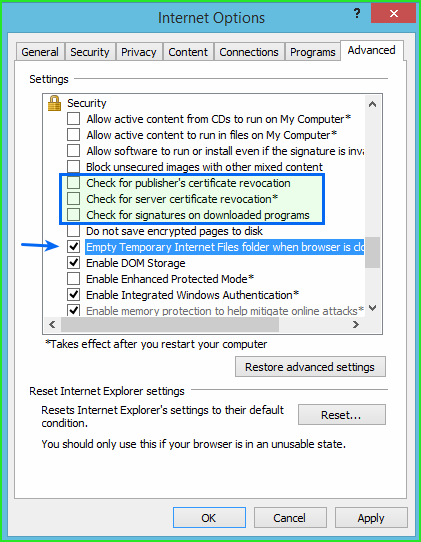 Internet Options
?
General Security Privacy Content Connections Programs Advanced
Settings
Security
Allow active content from CDs to run on My Computer*
Allow active content to run in files on My Computer*
Allow software to run or install even if the signature is inva
Block unsecured images with other mixed content
Check for publisher's certificate revocation
Check for server certificate revocation*
Check for signatures on downloaded programs
Do not save encrypted pages to disk
Empty Temporary Internet Files folder when browser is do
Enable DOM Storage
Enable Enhanced Protected Mode*
Enable Integrated Windows Authentication*
Enable memory protection to help mitigate online attacks*
*Takes effect after you restart your computer
Restore advanced settings
Reset Internet Explorer settings
Resets Internet Explorer's settings to their default
condition.
Reset...
You should only use this if your browser is in an unusable state.
OK Cancel Apply